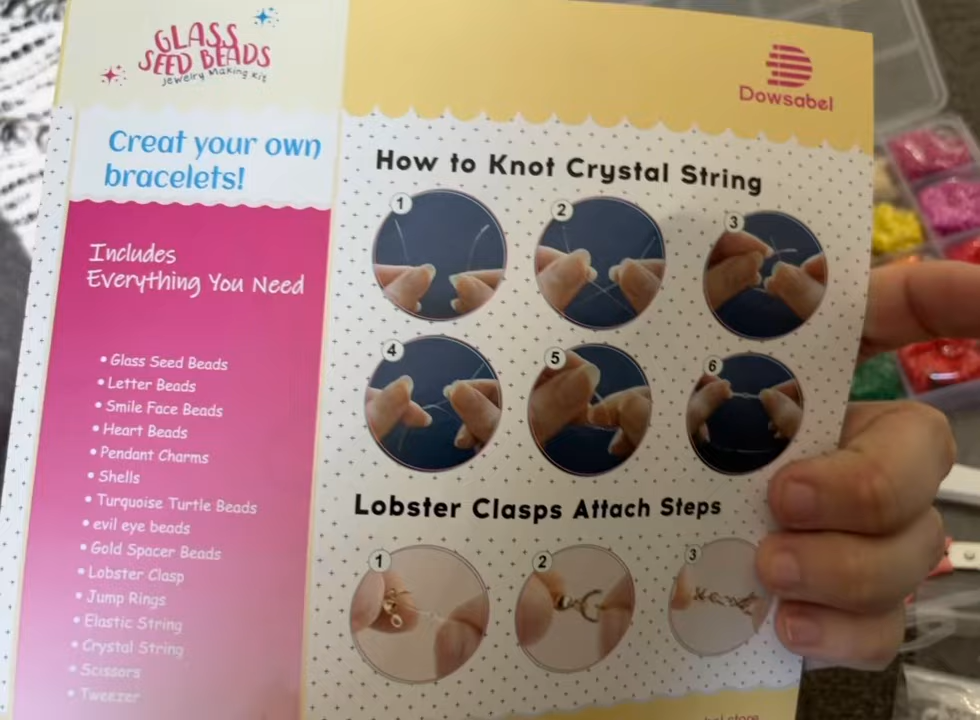 GLASS
SEED BEADS
Jewelry Making Kit
Dowsabel
Creat your own
bracelets!
Includes
Everything You Need
• Glass Seed Beads
• Letter Beads
• Smile Face Beads
• Heart Beads
• Pendant Charms
• Shells
• Turquoise Turtle Beads
• evil eye beads
• Gold Spacer Beads
• Lobster Clasp
• Jump Rings
• Elastic String
• Crystal String
• Scissors
• Tweezer
How to Knot Crystal String
1
2
3
4
5
6
Lobster Clasps Attach Steps
1
2
3
store